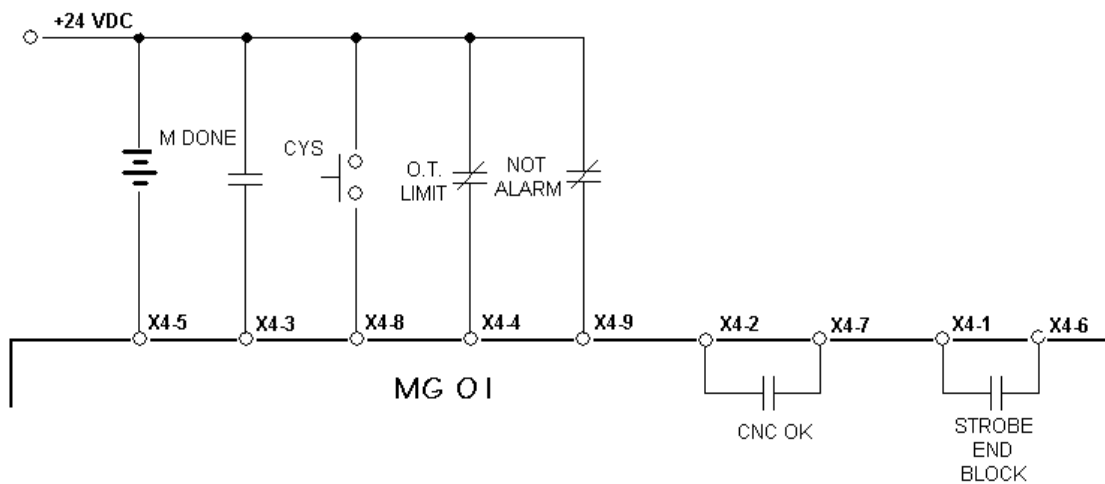 +24 VDC
M DONE
CYS
O.T.
LIMIT
NOT
ALARM
X4-5
X4-3
X4-8
X4-4
X4-9
X4-2
X4-7
X4-1
X4-6
MG 01
CNC OK
STROBE
END
BLOCK